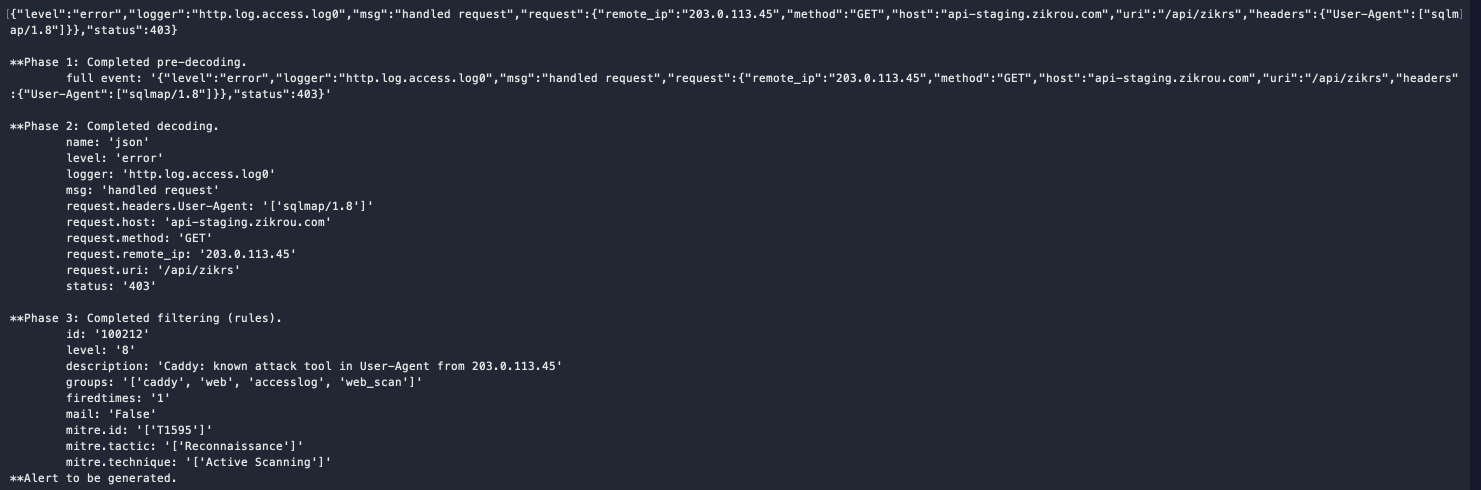 {"level":"error","logger":"http.log.access.log0","msg":"handled request","request":{"remote_ip":"203.0.113.45","method":"GET","host":"api-staging.zikrou.com","uri":"/api/zikrs","headers":{"User-Agent":["sqlm
ap/1.8"]}},"status":403}
**Phase 1: Completed pre-decoding.
full event: '{"level":"error","logger":"http.log.access.log0","msg":"handled request","request":{"remote_ip":"203.0.113.45","method":"GET","host":"api-staging.zikrou.com","uri":"/api/zikrs","headers"
:{"User-Agent":["sqlmap/1.8"]}},"status":403}'
**Phase 2: Completed decoding.
name: 'json'
level: 'error'
logger: 'http.log.access.log0'
msg: 'handled request'
request.headers.User-Agent: '['sqlmap/1.8']'
request.host: 'api-staging.zikrou.com'
request.method: 'GET'
request.remote_ip: '203.0.113.45'
request.uri: '/api/zikrs'
status: '403'
**Phase 3: Completed filtering (rules).
id: '100212'
level: '8'
description: 'Caddy: known attack tool in User-Agent from 203.0.113.45'
groups: '['caddy', 'web', 'accesslog', 'web_scan']'
firedtimes: '1'
mail: 'False'
mitre.id: '['T1595']'
mitre.tactic: '['Reconnaissance']'
mitre.technique: '['Active Scanning']'
**Alert to be generated.